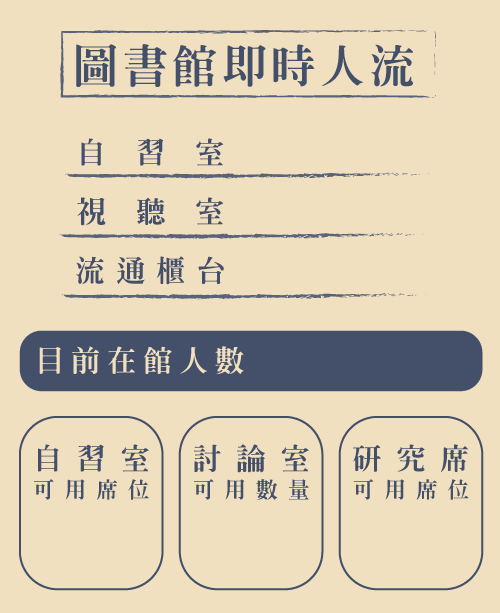 圖書館即時人流
自習室
視聽室
流通櫃台
目前在館人數
自習室
可用席位
討論室
可用數量
研究席
可用席位